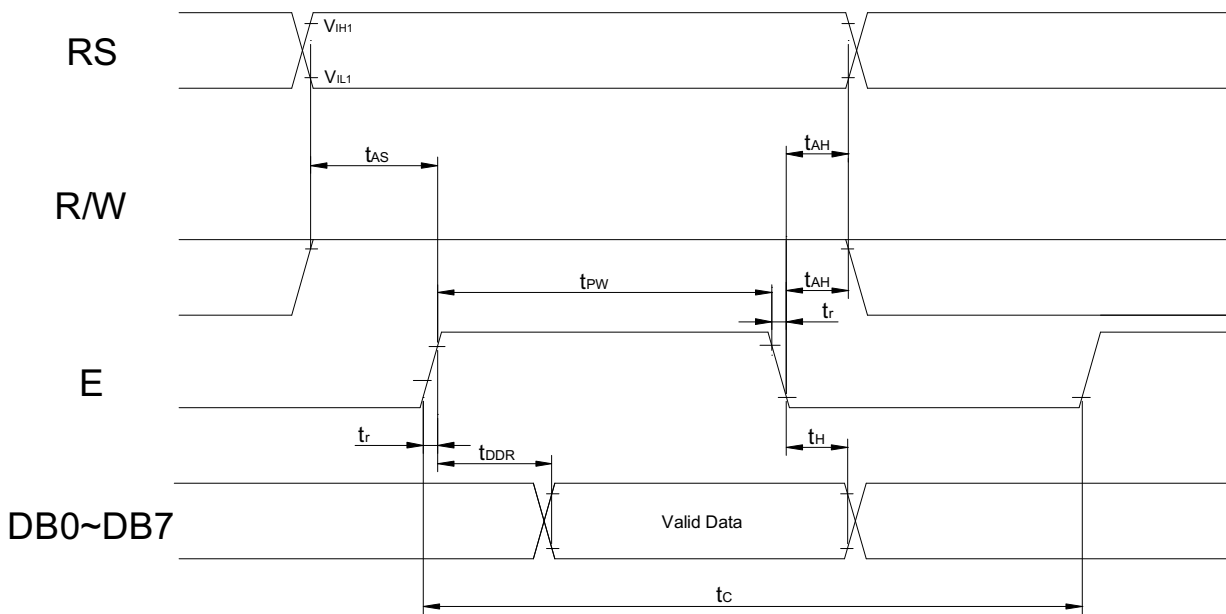 RS
VIH1
VIL1
tAS
tAH
R/W
tPW
tAH
tr
E
tr
tDDR
tH
DB0~DB7
Valid Data
tC